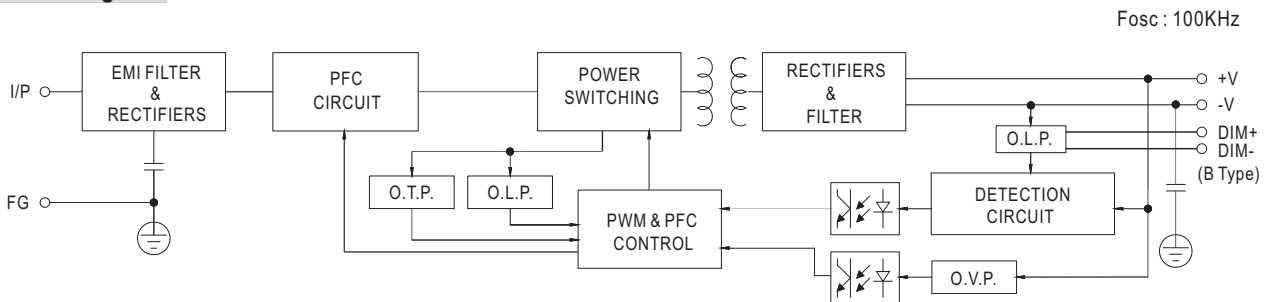 Fosc : 100KHz
I/P
EMI FILTER
&
RECTIFIERS
PFC
CIRCUIT
POWER
SWITCHING
RECTIFIERS
&
FILTER
+V
-V
DIM+
DIM-
(B Type)
O.L.P.
O.T.P.
O.L.P.
DETECTION
CIRCUIT
FG
PWM & PFC
CONTROL
O.V.P.